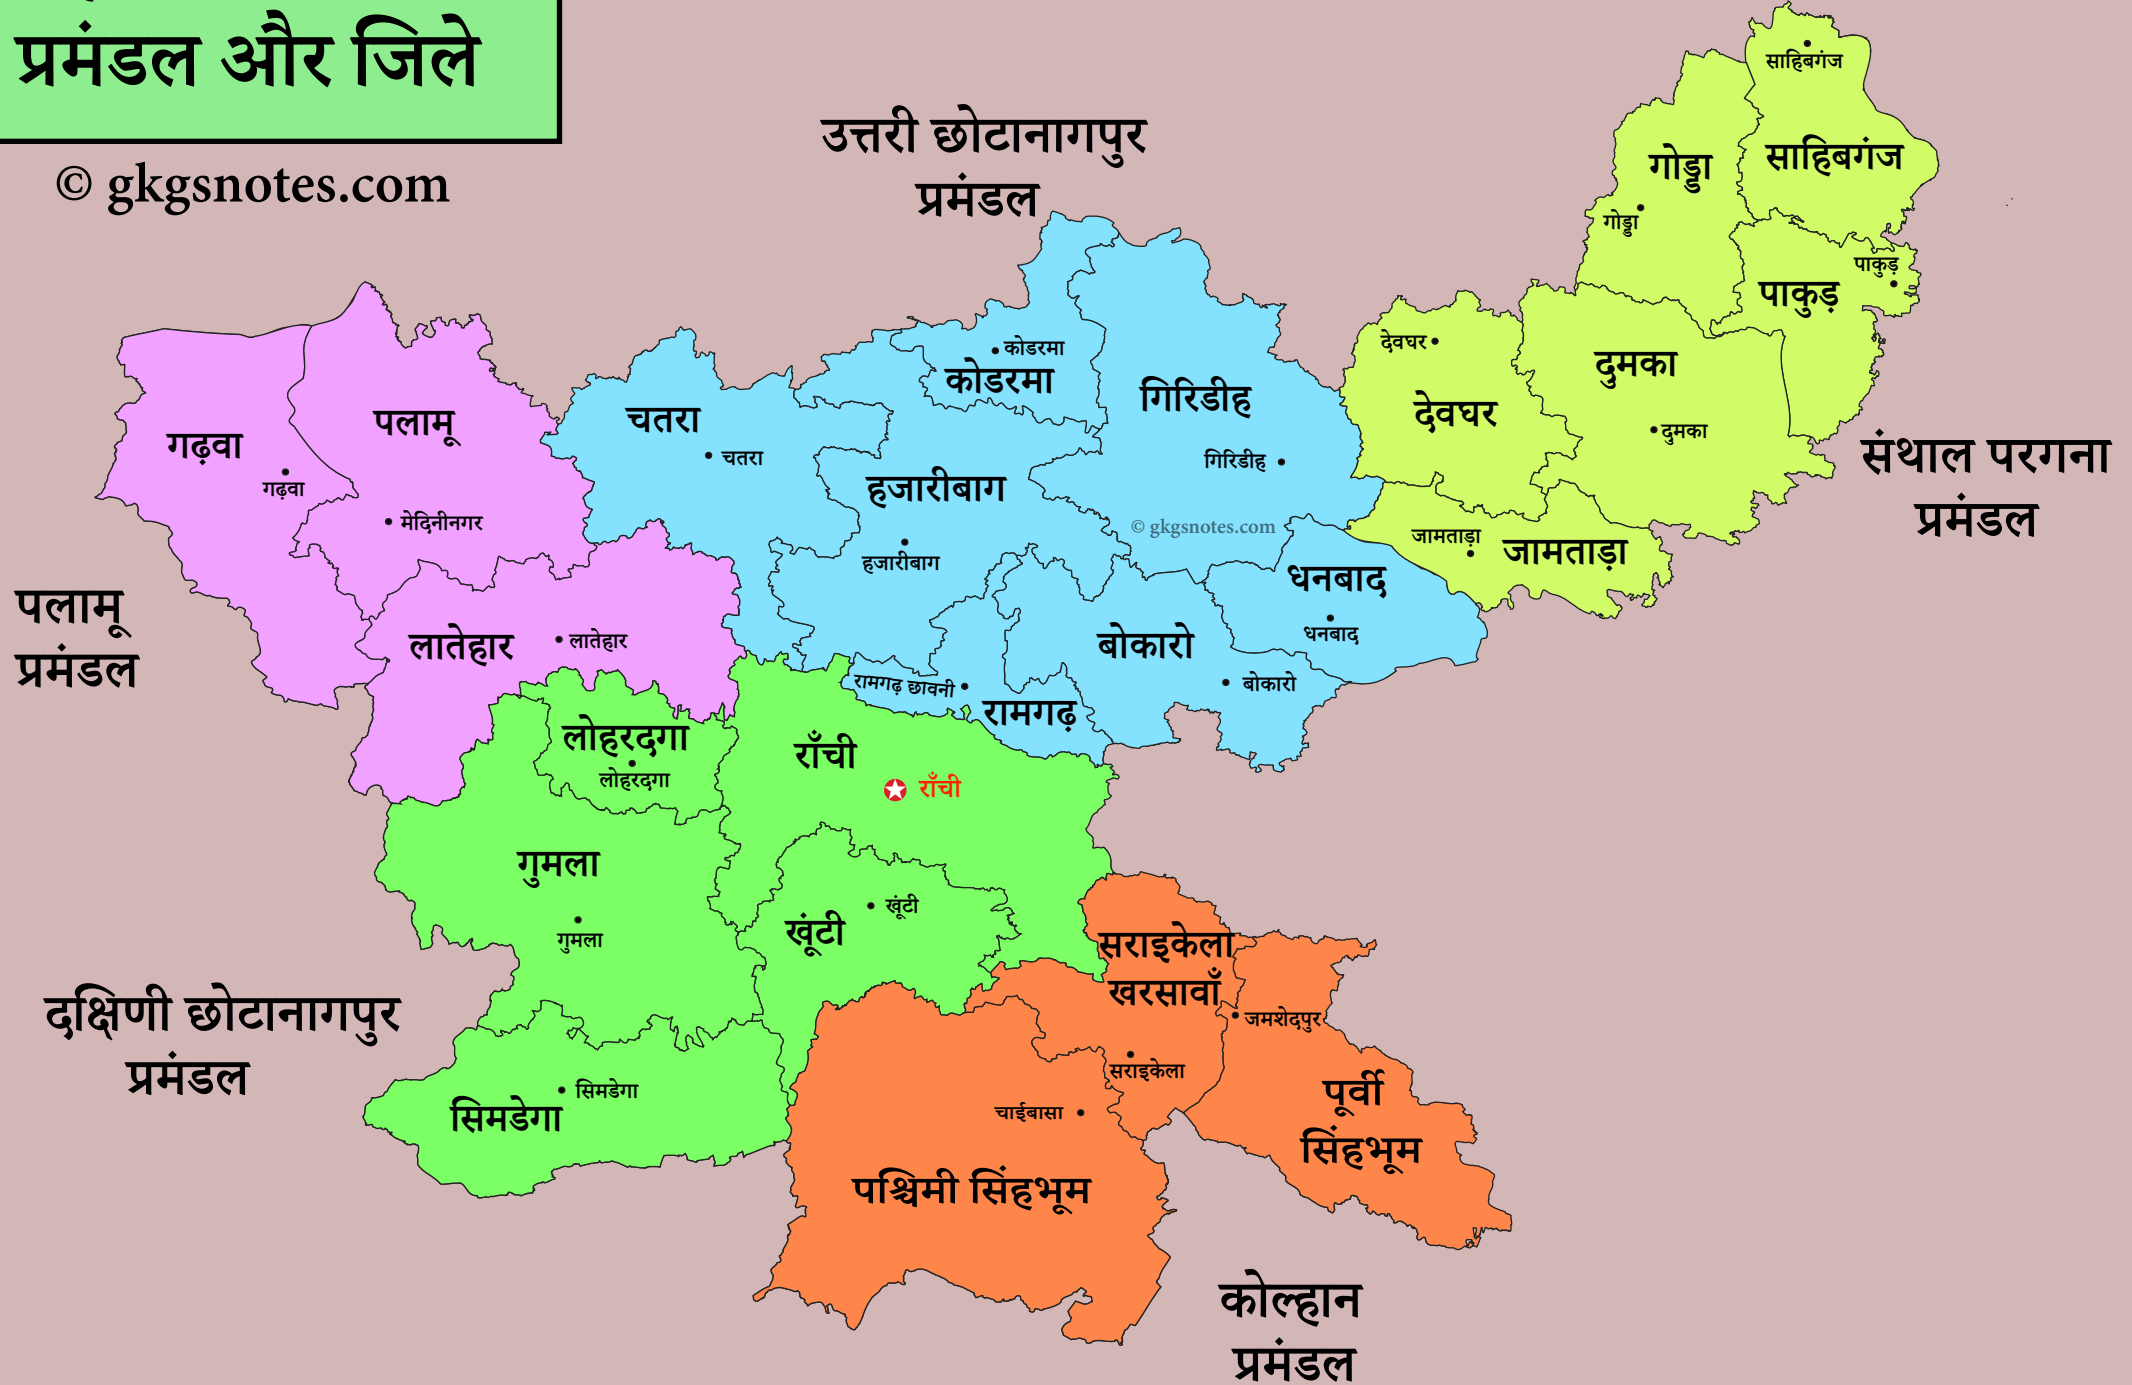 प्रमंडल और जिले
© gkgsnotes.com
उत्तरी छोटानागपुर
प्रमंडल
साहिबगंज
साहिबगंज
गोड्डा
गोड्डा
पाकुड़
पाकुड़
देवघर
देवघर
दुमका
दुमका
जामताड़ा
जामताड़ा
संथाल परगना
प्रमंडल
कोडरमा
कोडरमा
गिरिडीह
गिरिडीह
© gkgsnotes.com
चतरा
चतरा
हजारीबाग
हजारीबाग
धनबाद
धनबाद
बोकारो
बोकारो
रामगढ़ छावनी
रामगढ़
पलामू
मेदिनीनगर
गढ़वा
गढ़वा
लातेहार
लातेहार
पलामू
प्रमंडल
लोहरदगा
लोहरदगा
राँची
राँची
गुमला
गुमला
खूंटी
खूंटी
सिमडेगा
सिमडेगा
दक्षिणी छोटानागपुर
प्रमंडल
सराइकेला
खरसावाँ
सराइकेला
जमशेदपुर
पूर्वी
सिंहभूम
चाईबासा
पश्चिमी सिंहभूम
कोल्हान
प्रमंडल